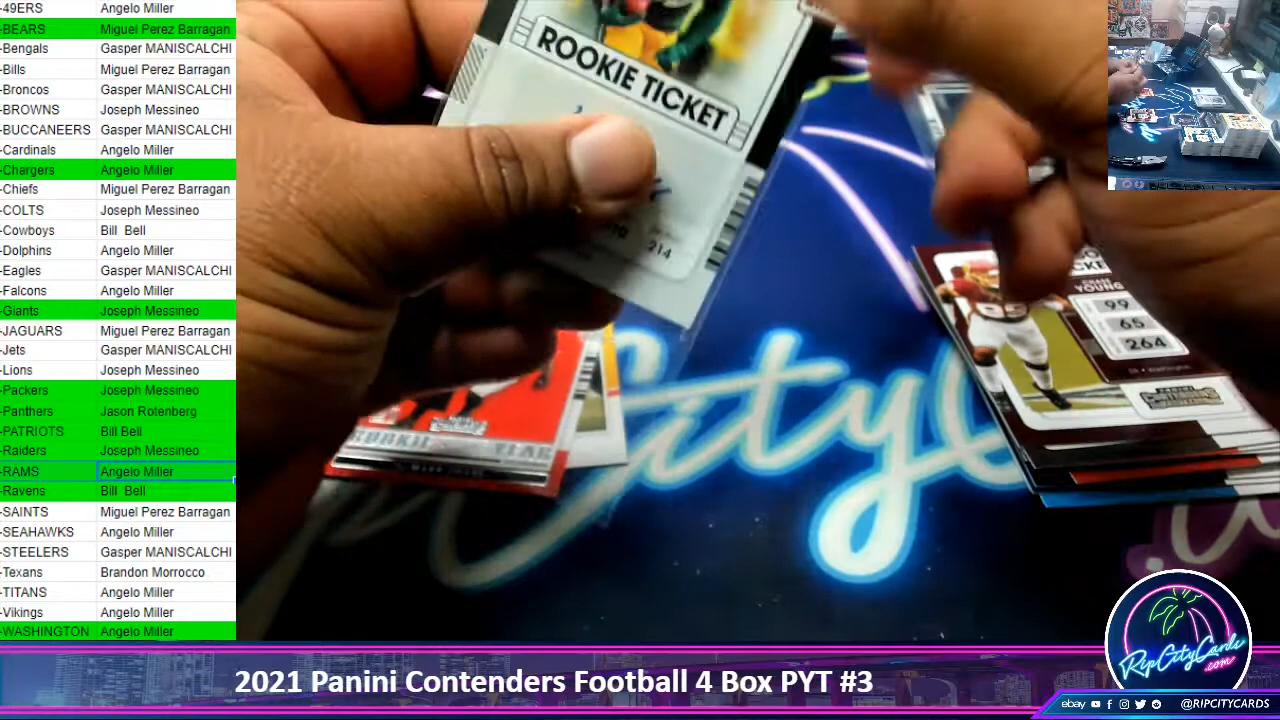 -49ERS Angelo Miller
-BEARS Miguel Perez Barragan
-Bengals Gasper MANISCALCHI
-Bills Miguel Perez Barragan
-Broncos Gasper MANISCALCHI
-BROWNS Joseph Messineo
-BUCCANEERS Gasper MANISCALCHI
-Cardinals Angelo Miller
-Chargers Angelo Miller
-Chiefs Miguel Perez Barragan
-COLTS Joseph Messineo
-Cowboys Bill Bell
-Dolphins Angelo Miller
-Eagles Gasper MANISCALCHI
-Falcons Angelo Miller
-Giants Joseph Messineo
-JAGUARS Miguel Perez Barragan
-Jets Gasper MANISCALCHI
-Lions Joseph Messineo
-Packers Joseph Messineo
-Panthers Jason Rotenberg
-PATRIOTS Bill Bell
-Raiders Joseph Messineo
-RAMS Angelo Miller
-Ravens Bill Bell
-SAINTS Miguel Perez Barragan
-SEAHAWKS Angelo Miller
-STEELERS Gasper MANISCALCHI
-Texans Brandon Morrocco
-TITANS Angelo Miller
-Vikings Angelo Miller
-WASHINGTON Angelo Miller
ROOKIE TICKET
214
YOUNG
99
65
264
ROOKIE YEAR
City
RipCityCards
.com
2021 Panini Contenders Football 4 Box PYT #3
ebay @RIPCITYCARDS